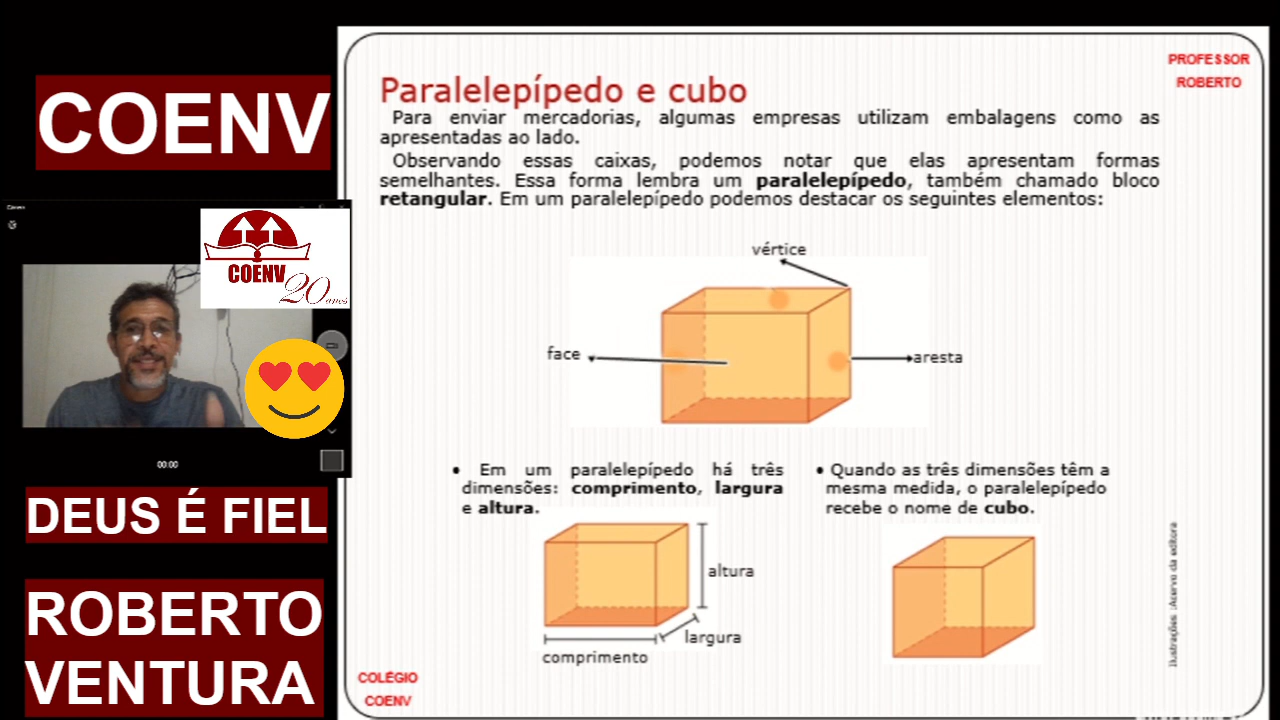 COENV
COENV
20 anos
00:00
DEUS É FIEL
ROBERTO
VENTURA
PROFESSOR
ROBERTO
Paralelepípedo e cubo
Para enviar mercadorias, algumas empresas utilizam embalagens como as
apresentadas ao lado.
Observando essas caixas, podemos notar que elas apresentam formas
semelhantes. Essa forma lembra um paralelepípedo, também chamado bloco
retangular. Em um paralelepípedo podemos destacar os seguintes elementos:
vértice
face
aresta
• Em um paralelepípedo há três
dimensões: comprimento, largura
e altura.
• Quando as três dimensões têm a
mesma medida, o paralelepípedo
recebe o nome de cubo.
altura
largura
comprimento
Ilustrações :Acervo da editora
COLÉGIO
COENV